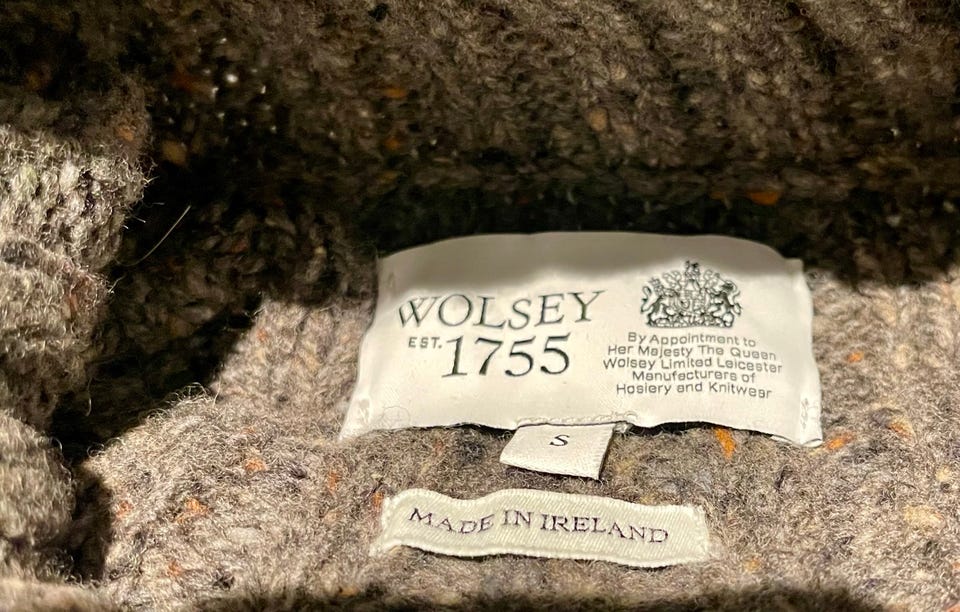 WOLSEY
EST. 1755
By Appointment to
Her Majesty The Queen
Wolsey Limited Leicester
Manufacturers of
Hosiery and Knitwear
S
MADE IN IRELAND